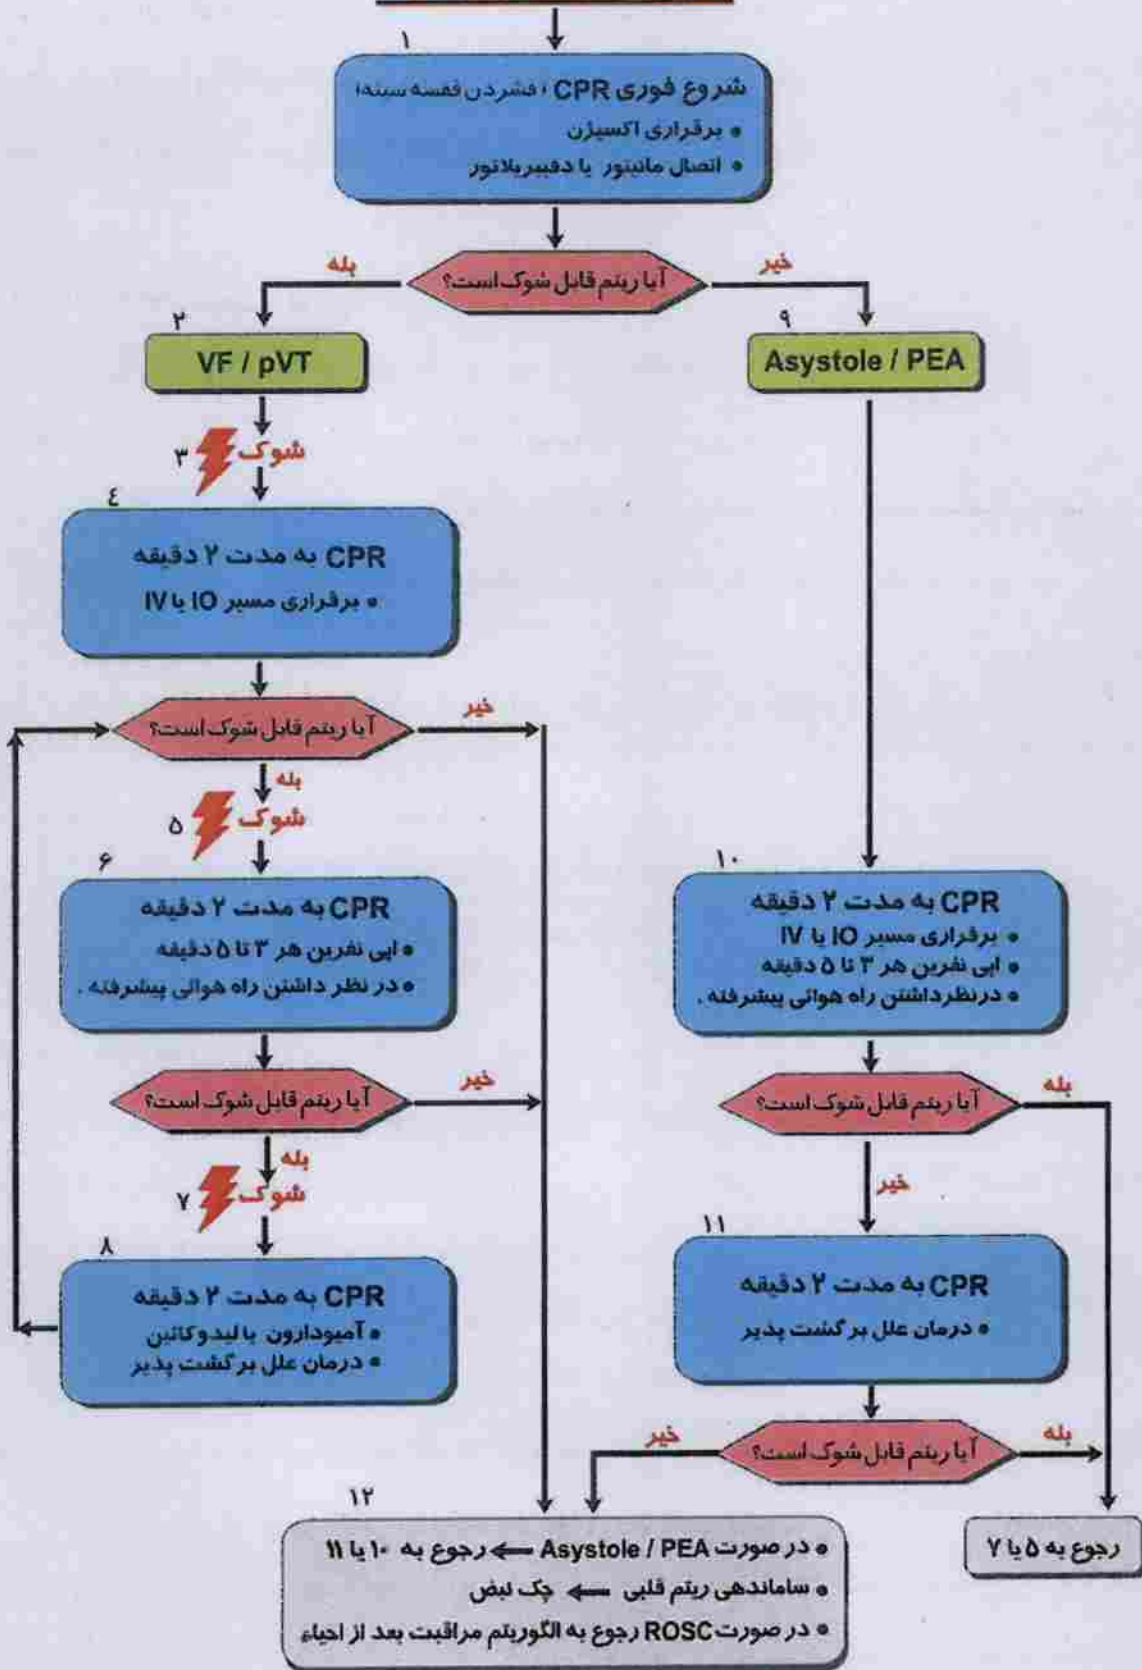 ۱
شروع فوری CPR (فشردن قفسه سینه)
• برقراری اکسیژن
• اتصال مانیتور یا دفیبریلاتور
آیا ریتم قابل شوک است؟
بله
خیر
۲
VF / pVT
۹
Asystole / PEA
۳
شوک
٤
CPR به مدت ۲ دقیقه
• برقراری مسیر IO یا IV
آیا ریتم قابل شوک است؟
خیر
بله
۵
شوک
۶
CPR به مدت ۲ دقیقه
• اپی نفرین هر ۳ تا ۵ دقیقه
• در نظر داشتن راه هوائی پیشرفته .
آیا ریتم قابل شوک است؟
خیر
بله
۷
شوک
۸
CPR به مدت ۲ دقیقه
• آمیودارون یا لیدوکائین
• درمان علل برگشت پذیر
۱۰
CPR به مدت ۲ دقیقه
• برقراری مسیر IO یا IV
• اپی نفرین هر ۳ تا ۵ دقیقه
• درنظرداشتن راه هوائی پیشرفته .
آیا ریتم قابل شوک است؟
بله
خیر
۱۱
CPR به مدت ۲ دقیقه
• درمان علل برگشت پذیر
آیا ریتم قابل شوک است؟
خیر
بله
۱۲
• در صورت Asystole / PEA ⟸ رجوع به ۱۰ یا ۱۱
• ساماندهی ریتم قلبی ⟸ چک نبض
• در صورت ROSC رجوع به الگوریتم مراقبت بعد از احیاء
رجوع به ۵ یا ۷